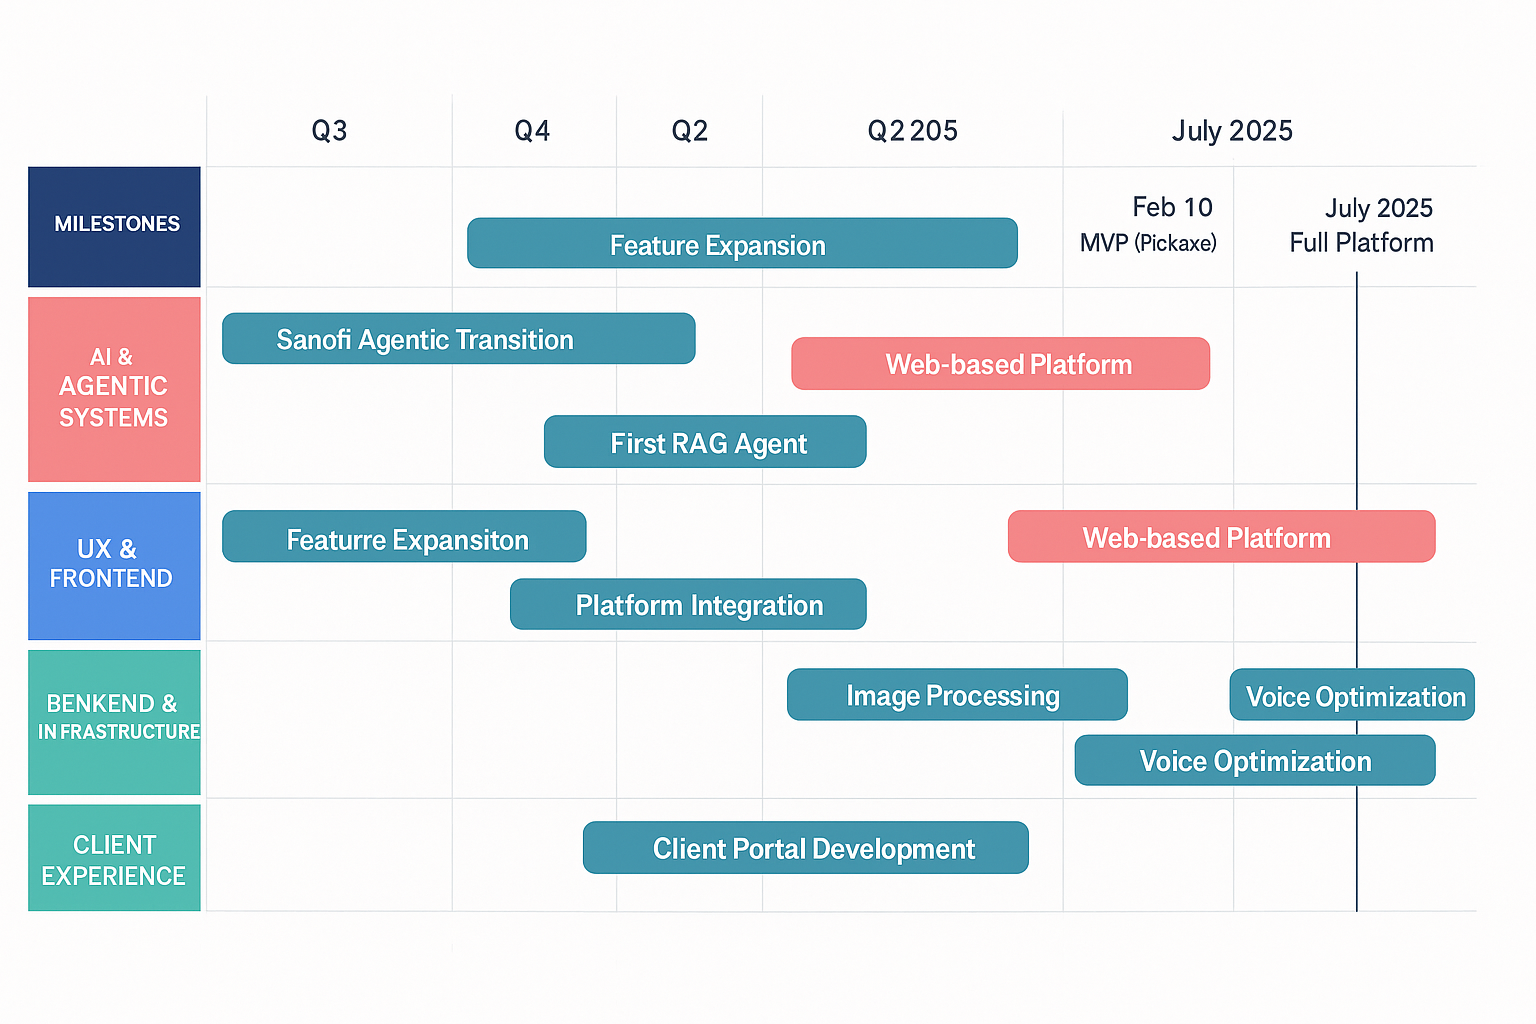 Q3
Q4
Q2
Q2 205
July 2025
MILESTONES
Feature Expansion
Feb 10
MVP (Pickaxe)
July 2025
Full Platform
AI &
AGENTIC
SYSTEMS
Sanofi Agentic Transition
Web-based Platform
First RAG Agent
UX &
FRONTEND
Featurre Expansiton
Web-based Platform
Platform Integration
BENKEND &
INFRASTRUCTURE
Image Processing
Voice Optimization
Voice Optimization
CLIENT
EXPERIENCE
Client Portal Development